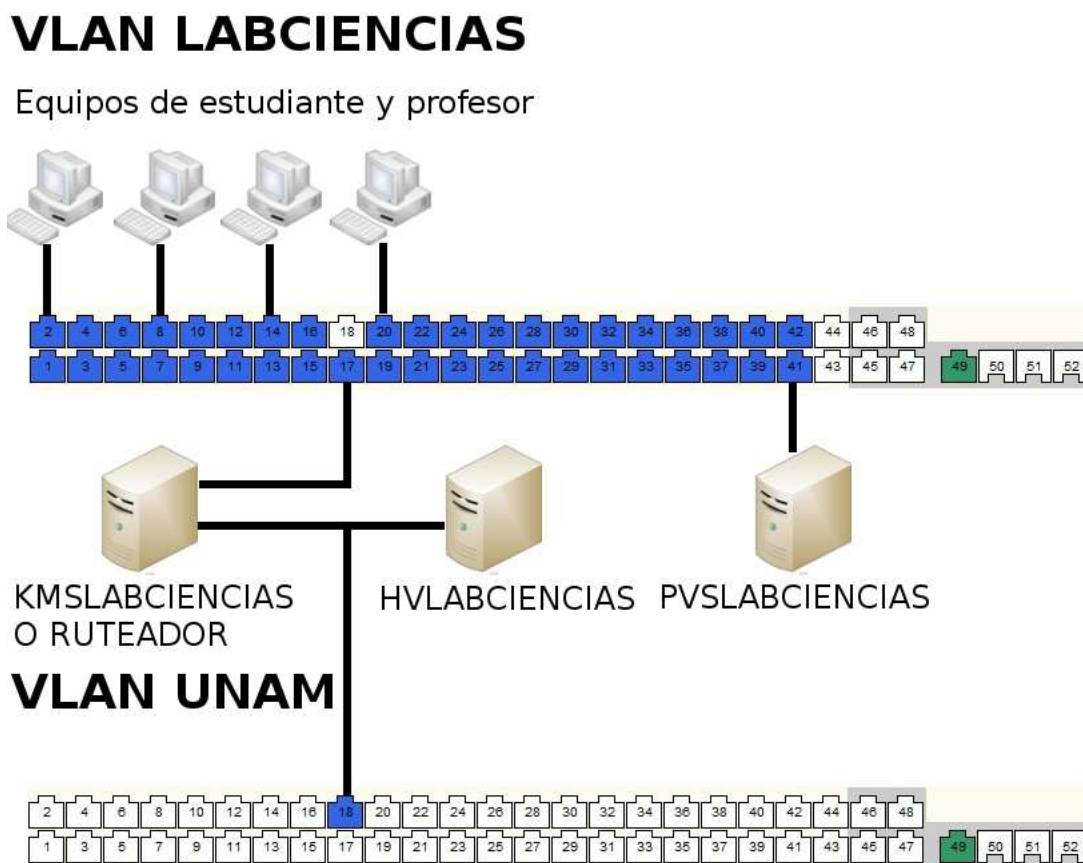 VLAN LABCIENCIAS
Equipos de estudiante y profesor
2 4 6 8 10 12 14 16 18 20 22 24 26 28 30 32 34 36 38 40 42 44 46 48
1 3 5 7 9 11 13 15 17 19 21 23 25 27 29 31 33 35 37 39 41 43 45 47 49 50 51 52
KMSLABCIENCIAS
O RUTEADOR
HVLABCIENCIAS
PVSLABCIENCIAS
VLAN UNAM
2 4 6 8 10 12 14 16 18 20 22 24 26 28 30 32 34 36 38 40 42 44 46 48
1 3 5 7 9 11 13 15 17 19 21 23 25 27 29 31 33 35 37 39 41 43 45 47 49 50 51 52